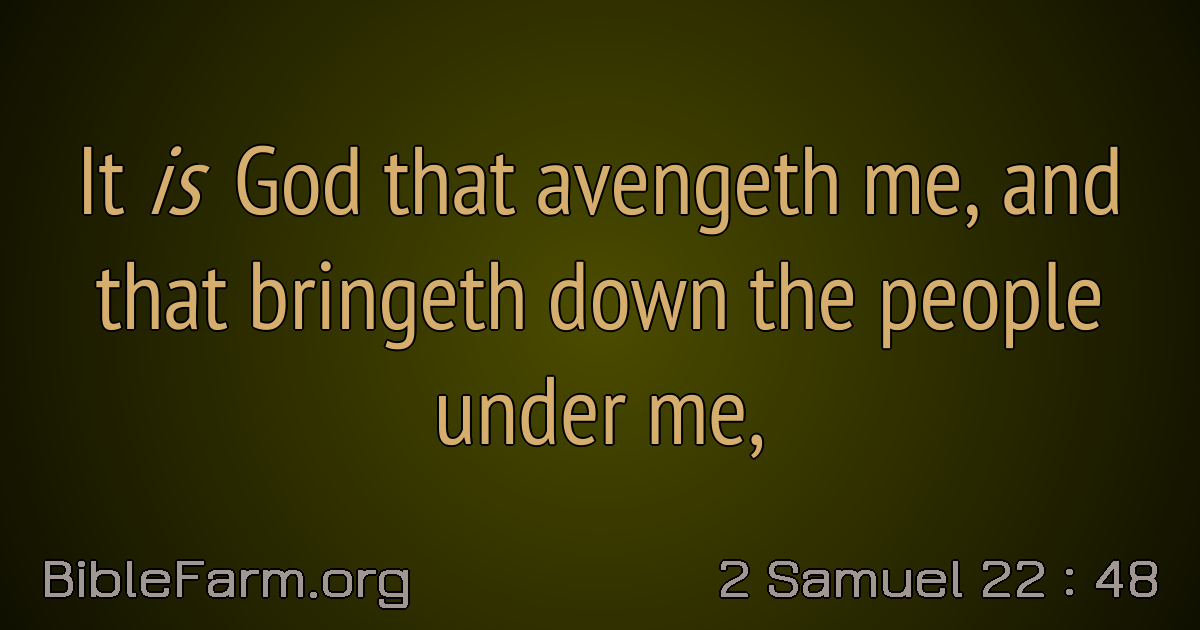 It is God that avengeth me, and
that bringeth down the people
under me,
BibleFarm.org
2 Samuel 22 : 48